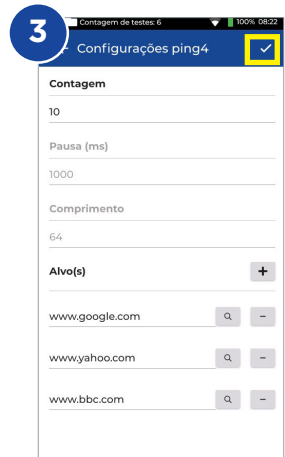 3
Contagem de testes: 6 100% 08:22
Configurações ping4
Contagem
10
Pausa (ms)
1000
Comprimento
64
Alvo(s) +
www.google.com -
www.yahoo.com -
www.bbc.com -